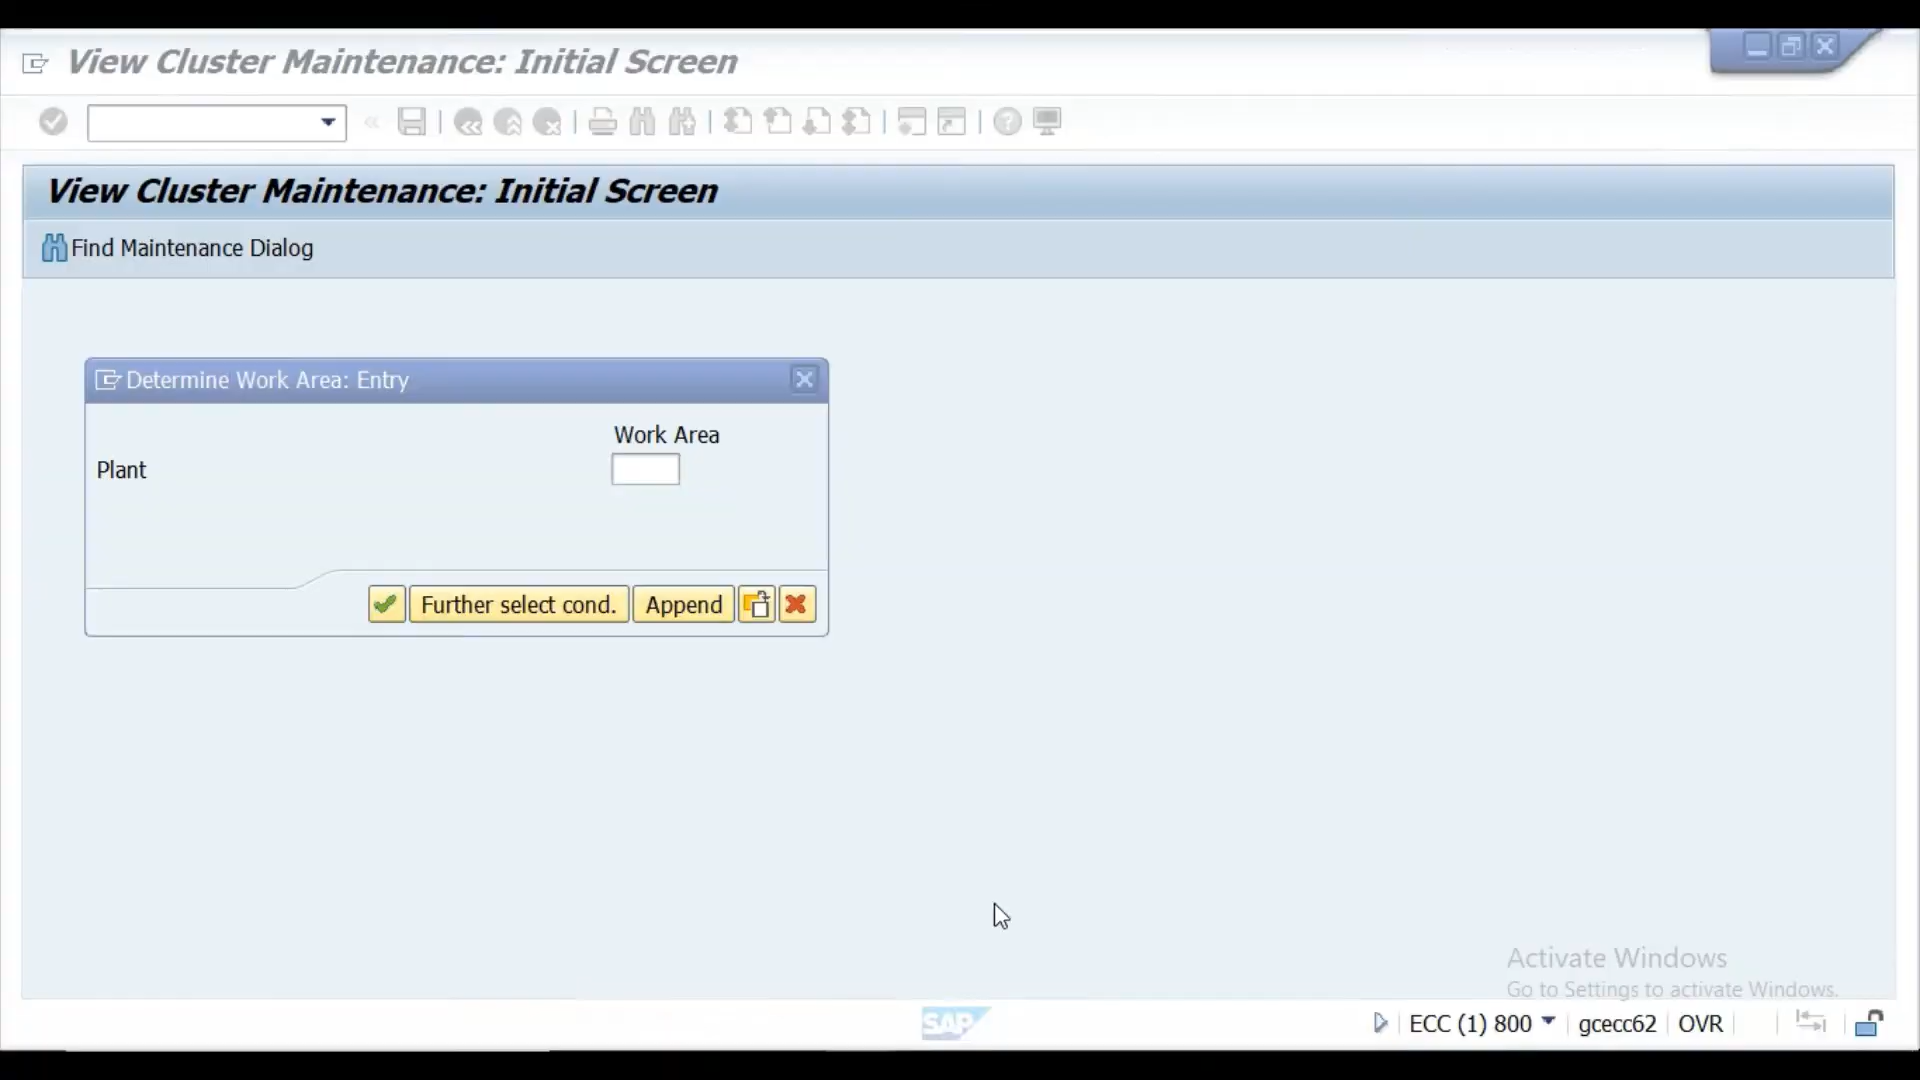 View Cluster Maintenance: Initial Screen
View Cluster Maintenance: Initial Screen
Find Maintenance Dialog
Determine Work Area: Entry
Work Area
Plant
Further select cond. Append
Activate Windows
Go to Settings to activate Windows.
SAP ECC (1) 800 gcecc62 OVR